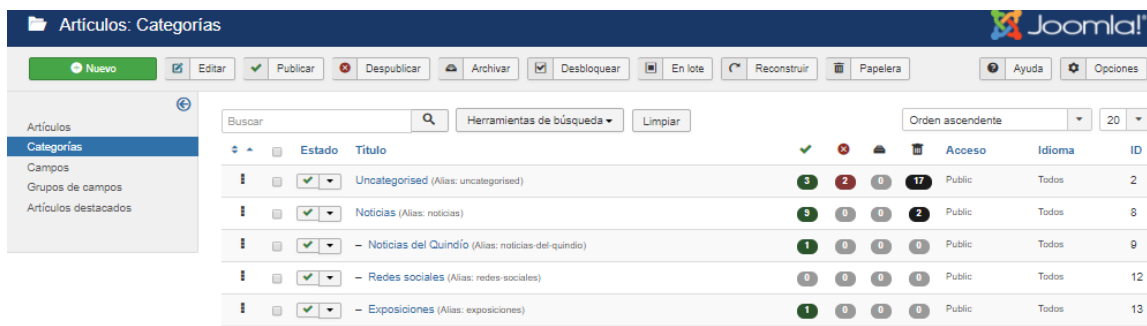 Artículos: Categorías Joomla!
Nuevo Editar Publicar Despublicar Archivar Desbloquear En lote Reconstruir Papelera Ayuda Opciones
Artículos
Categorías
Campos
Grupos de campos
Artículos destacados
Buscar Herramientas de búsqueda Limpiar Orden ascendente 20
Estado Título Acceso Idioma ID
Uncategorised (Alias: uncategorised) 3 2 0 17 Public Todos 2
Noticias (Alias: noticias) 9 0 0 2 Public Todos 8
– Noticias del Quindío (Alias: noticias-del-quindio) 1 0 0 0 Public Todos 9
– Redes sociales (Alias: redes-sociales) 0 0 0 0 Public Todos 12
– Exposiciones (Alias: exposiciones) 1 0 0 0 Public Todos 13